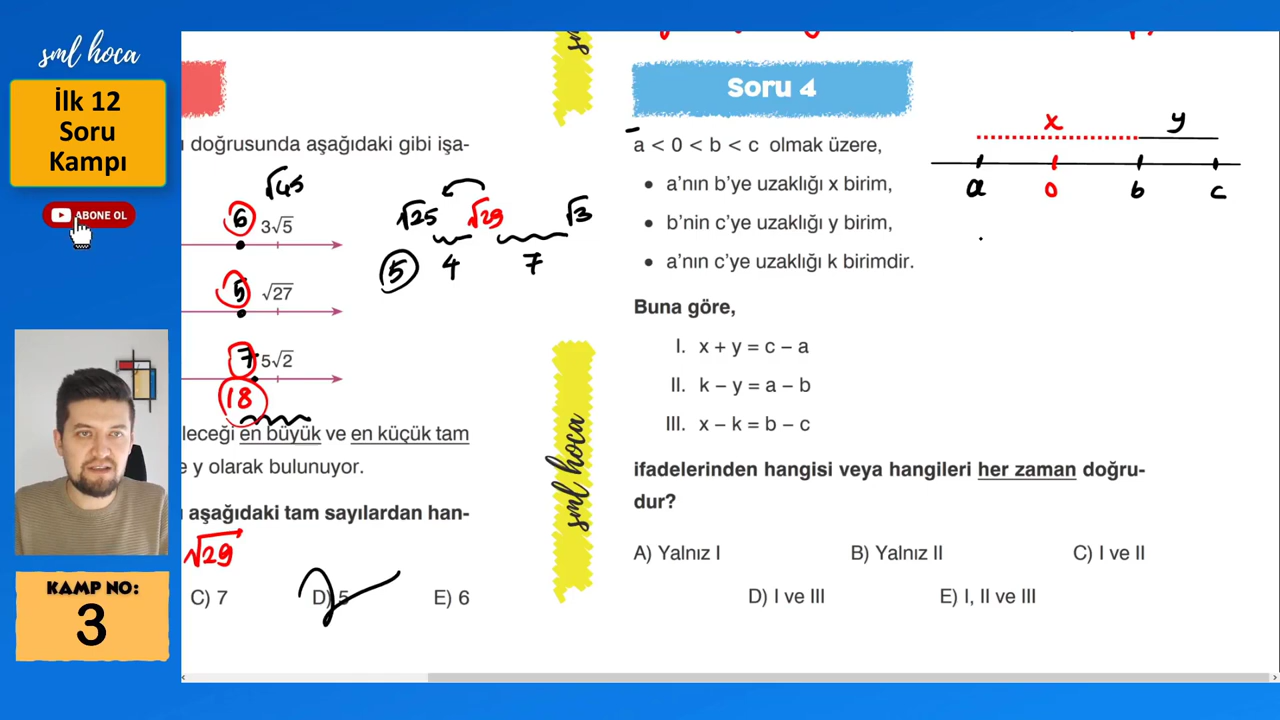 sml hoca
İlk 12
Soru
Kampı
ABONE OL
KAMP NO:
3
doğrusunda aşağıdaki gibi işa-
√45
6
3√5
5
√27
7
5√2
18
√25 √29 √3
5 4 7
leceği en büyük ve en küçük tam
e y olarak bulunuyor.
aşağıdaki tam sayılardan han-
√29
C) 7 D) 5 E) 6
sml hoca
Soru 4
a < 0 < b < c olmak üzere,
• a'nın b'ye uzaklığı x birim,
• b'nin c'ye uzaklığı y birim,
• a'nın c'ye uzaklığı k birimdir.
x y
a 0 b c
Buna göre,
I. x + y = c – a
II. k – y = a – b
III. x – k = b – c
ifadelerinden hangisi veya hangileri her zaman doğru-
dur?
A) Yalnız I B) Yalnız II C) I ve II
D) I ve III E) I, II ve III